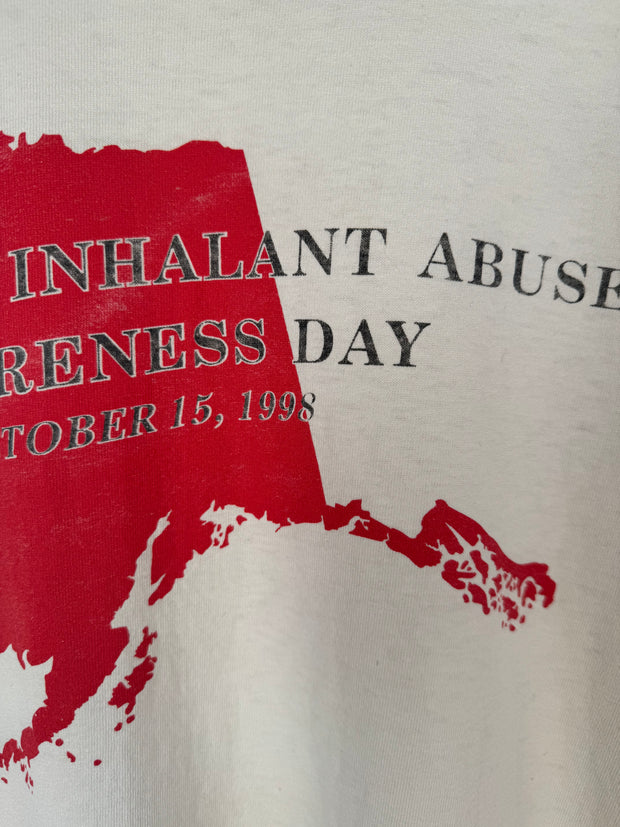 INHALANT ABUSE
RENESS DAY
TOBER 15, 1998